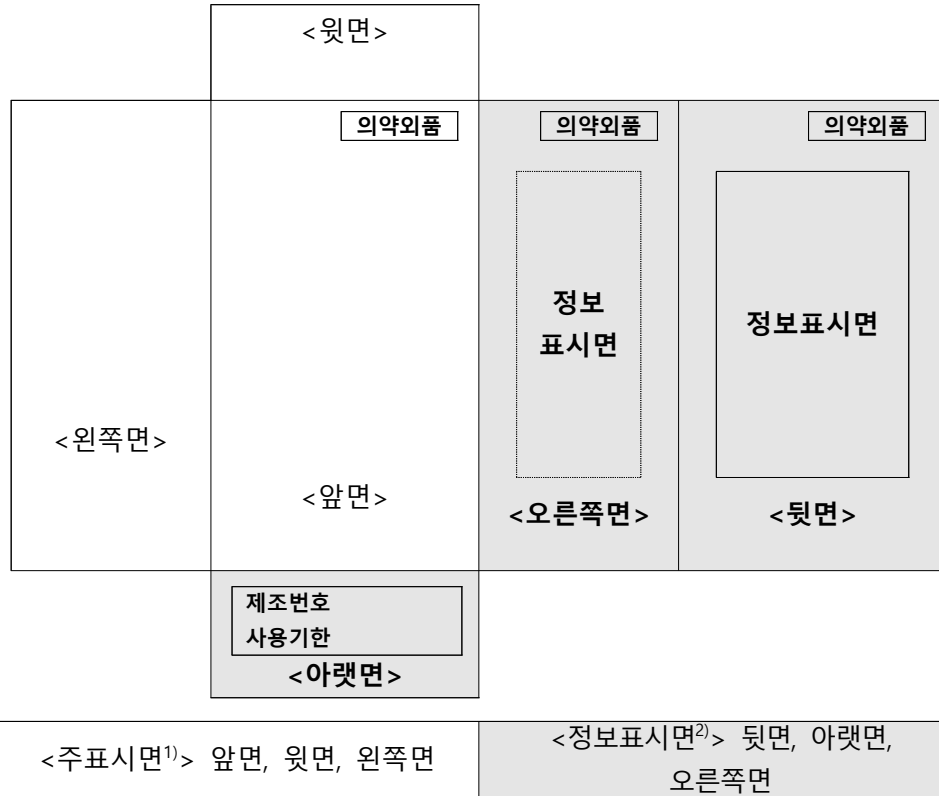 <윗면>
의약외품
의약외품
의약외품
정보
표시면
정보표시면
<왼쪽면>
<앞면>
<오른쪽면>
<뒷면>
제조번호
사용기한
<아랫면>
<주표시면1)> 앞면, 윗면, 왼쪽면
<정보표시면2)> 뒷면, 아랫면,
오른쪽면